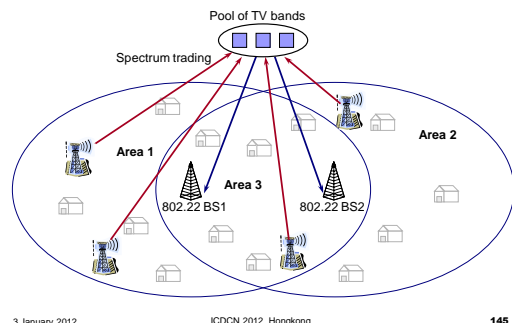 Pool of TV bands
Spectrum trading
Area 1
Area 2
Area 3
802.22 BS1
802.22 BS2
3 January 2012
ICDCN 2012, Hongkong
145